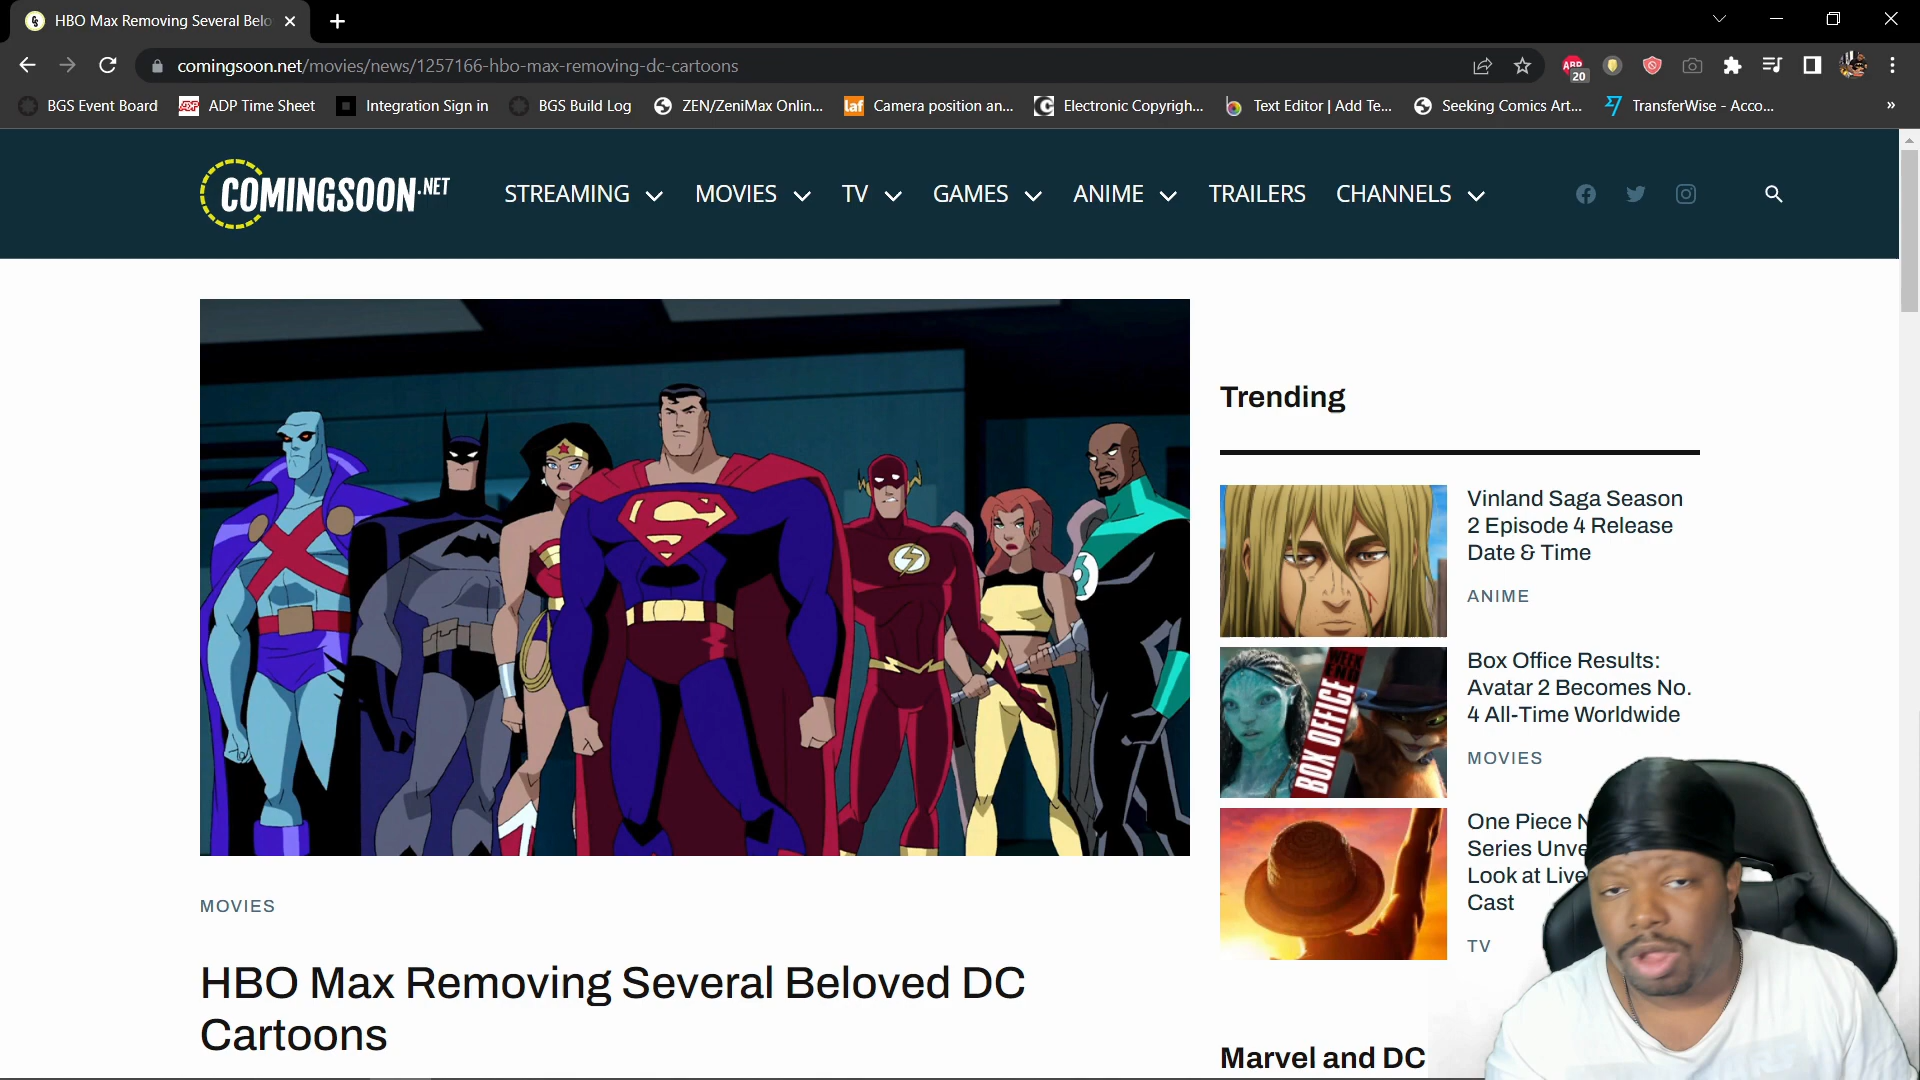 HBO Max Removing Several Belo
comingsoon.net/movies/news/1257166-hbo-max-removing-dc-cartoons
ABP
20
BGS Event Board
ADP Time Sheet
Integration Sign in
BGS Build Log
ZEN/ZeniMax Onlin...
laf
Camera position an...
Electronic Copyrigh...
Text Editor | Add Te...
Seeking Comics Art...
TransferWise - Acco...
»
COMINGSOON.NET
STREAMING
MOVIES
TV
GAMES
ANIME
TRAILERS
CHANNELS
Trending
Vinland Saga Season
2 Episode 4 Release
Date & Time
ANIME
BOX OFFICE
Box Office Results:
Avatar 2 Becomes No.
4 All-Time Worldwide
MOVIES
One Piece N
Series Unve
Look at Live
Cast
TV
MOVIES
HBO Max Removing Several Beloved DC
Cartoons
Marvel and DC